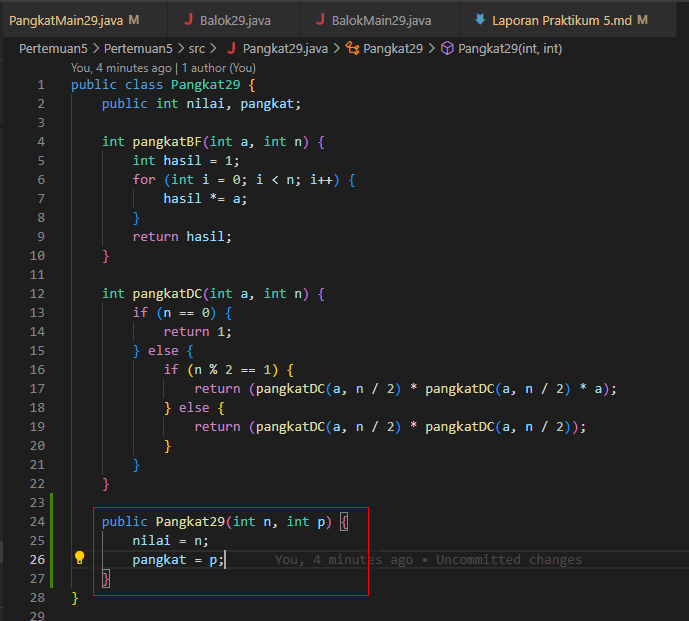 PangkatMain29.java M J Balok29.java J BalokMain29.java Laporan Praktikum 5.md M
Pertemuan5 > Pertemuan5 > src > J Pangkat29.java > Pangkat29 > Pangkat29(int, int)
You, 4 minutes ago | 1 author (You)
1 public class Pangkat29 {
2 public int nilai, pangkat;
3
4 int pangkatBF(int a, int n) {
5 int hasil = 1;
6 for (int i = 0; i < n; i++) {
7 hasil *= a;
8 }
9 return hasil;
10 }
11
12 int pangkatDC(int a, int n) {
13 if (n == 0) {
14 return 1;
15 } else {
16 if (n % 2 == 1) {
17 return (pangkatDC(a, n / 2) * pangkatDC(a, n / 2) * a);
18 } else {
19 return (pangkatDC(a, n / 2) * pangkatDC(a, n / 2));
20 }
21 }
22 }
23
24 public Pangkat29(int n, int p) {
25 nilai = n;
26 pangkat = p; You, 4 minutes ago • Uncommitted changes
27 }
28 }
29